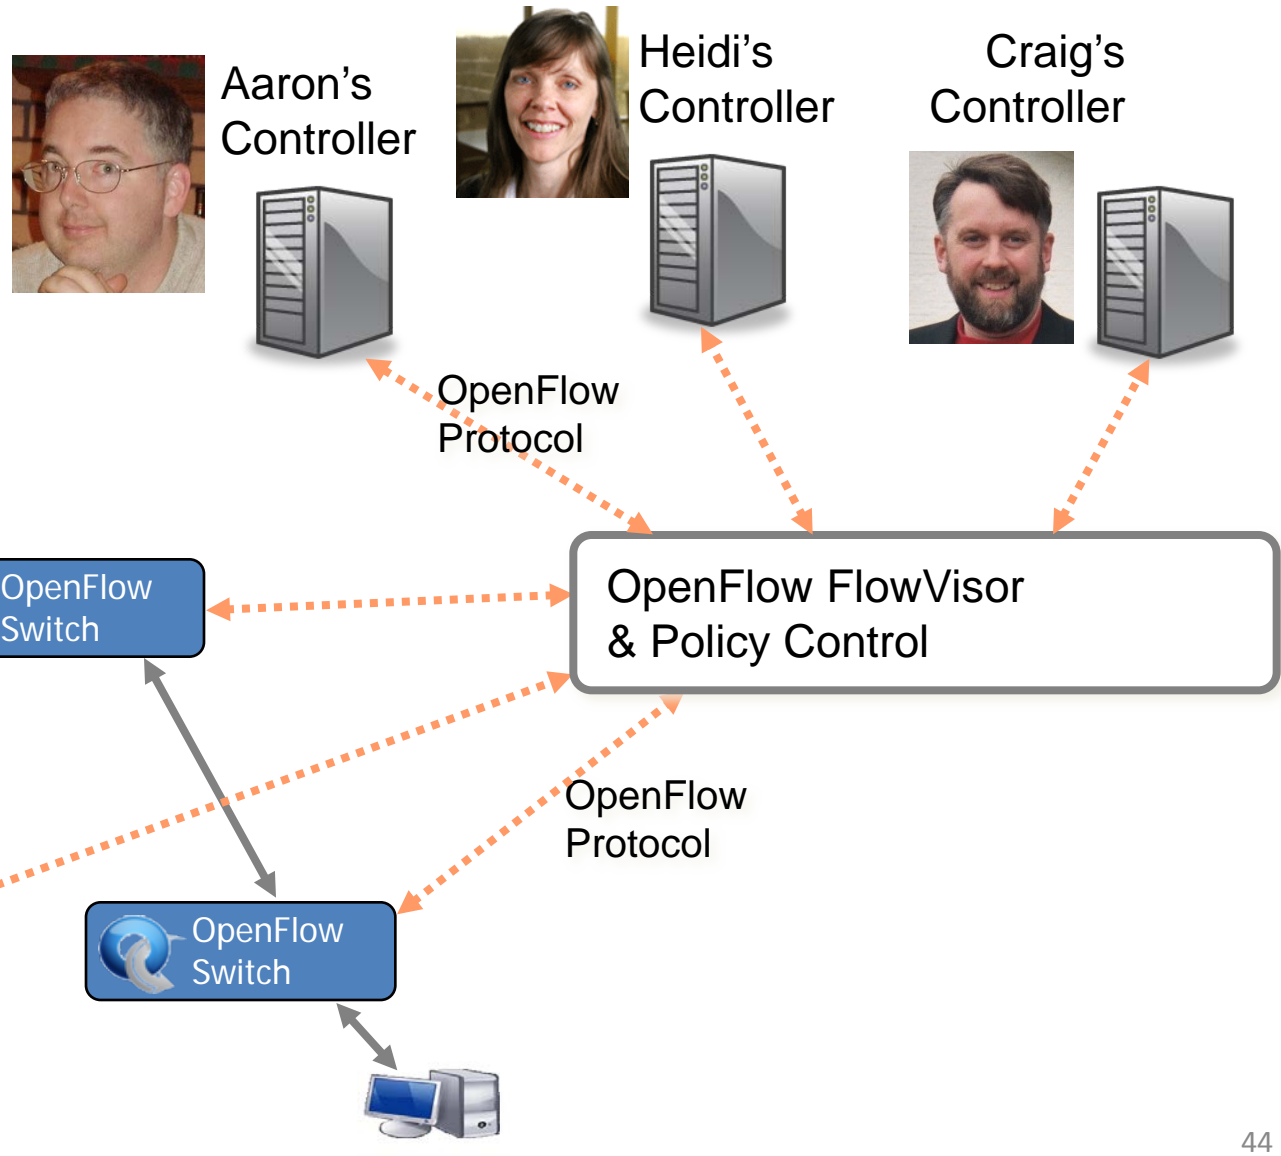 Aaron's
Controller
Heidi's
Controller
Craig's
Controller
OpenFlow
Protocol
OpenFlow
Switch
OpenFlow FlowVisor
& Policy Control
OpenFlow
Protocol
OpenFlow
Switch
44